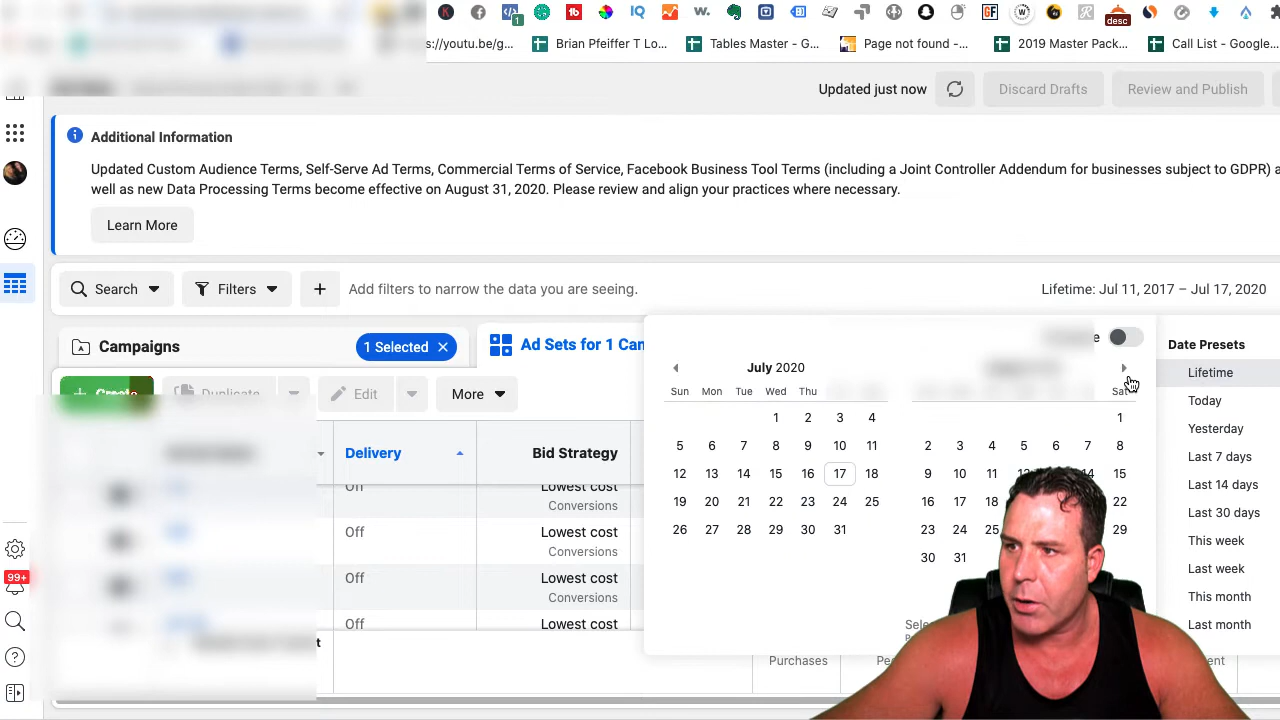 desc
s://youtu.be/g... Brian Pfeiffer T Lo... Tables Master - G... Page not found -... 2019 Master Pack... Call List - Google...
Updated just now Discard Drafts Review and Publish
Additional Information
Updated Custom Audience Terms, Self-Serve Ad Terms, Commercial Terms of Service, Facebook Business Tool Terms (including a Joint Controller Addendum for businesses subject to GDPR) a
well as new Data Processing Terms become effective on August 31, 2020. Please review and align your practices where necessary.
Learn More
Search Filters + Add filters to narrow the data you are seeing. Lifetime: Jul 11, 2017 – Jul 17, 2020
Campaigns 1 Selected Ad Sets for 1 Can
Date Presets
July 2020
Lifetime
Sun Mon Tue Wed Thu Sat
+ Create Duplicate Edit More
Today
1 2 3 4 1
Yesterday
5 6 7 8 9 10 11 2 3 4 5 6 7 8
Delivery Bid Strategy
Last 7 days
12 13 14 15 16 17 18 9 10 11 12 14 15
Last 14 days
Off Lowest cost
Conversions
19 20 21 22 23 24 25 16 17 18 22
Last 30 days
Off Lowest cost
Conversions
26 27 28 29 30 31 23 24 25 29
This week
30 31
Last week
Off Lowest cost
Conversions
This month
99+
Off Lowest cost
Last month
Purchases